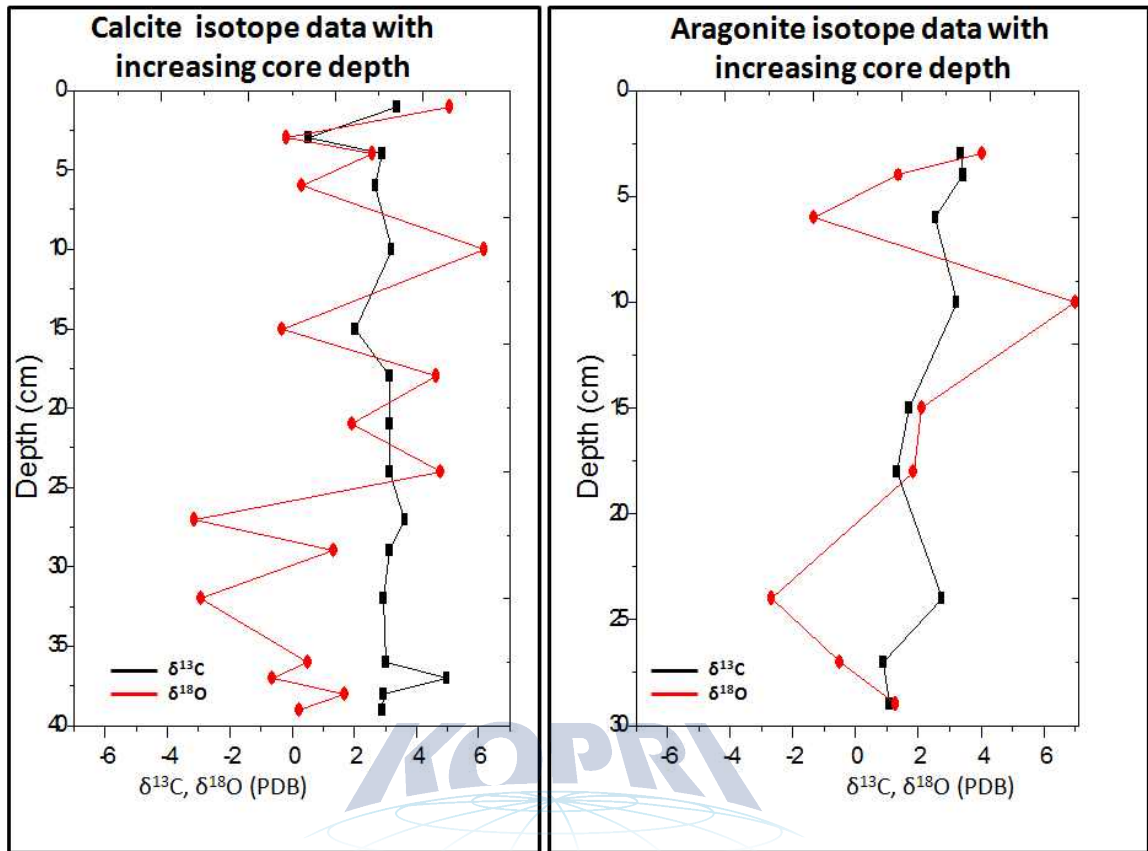 Calcite isotope data with
increasing core depth
0
5
10
15
20
25
30
35
40
Depth (cm)
δ¹³C
δ¹⁸O
-6 -4 -2 0 2 4 6
δ¹³C, δ¹⁸O (PDB)
Aragonite isotope data with
increasing core depth
0
5
10
15
20
25
30
Depth (cm)
δ¹³C
δ¹⁸O
-6 -4 -2 0 2 4 6
δ¹³C, δ¹⁸O (PDB)
KOPRI